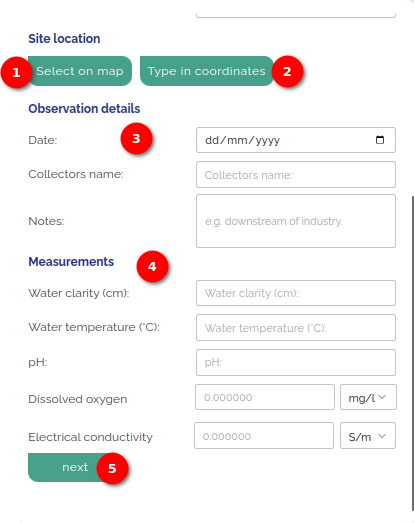 Site location
1 Select on map Type in coordinates 2
Observation details
Date: 3 dd/mm/yyyy
Collectors name: Collectors name:
Notes: e.g. downstream of industry.
Measurements 4
Water clarity (cm): Water clarity (cm):
Water temperature (°C): Water temperature (°C):
pH: pH:
Dissolved oxygen 0.000000 mg/l
Electrical conductivity 0.000000 S/m
next 5